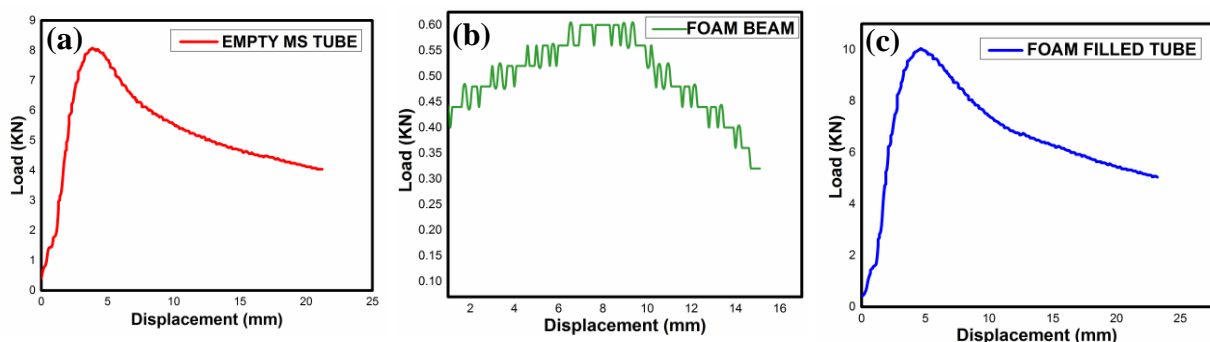 (a)
EMPTY MS TUBE
9
8
7
6
5
4
3
2
1
0
0 5 10 15 20 25
Load (KN)
Displacement (mm)
(b)
FOAM BEAM
0.60
0.55
0.50
0.45
0.40
0.35
0.30
0.25
0.20
0.15
0.10
2 4 6 8 10 12 14 16
Load (KN)
Displacement (mm)
(c)
FOAM FILLED TUBE
10
8
6
4
2
0
0 5 10 15 20 25
Load (KN)
Displacement (mm)